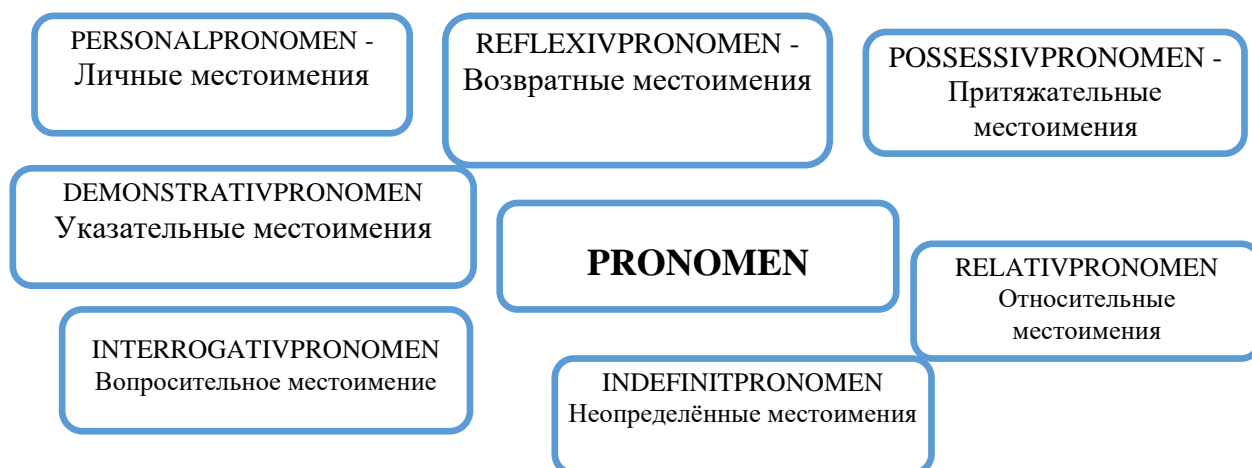 PERSONALPRONOMEN -
Личные местоимения
REFLEXIVPRONOMEN -
Возвратные местоимения
POSSESSIVPRONOMEN -
Притяжательные
местоимения
DEMONSTRATIVPRONOMEN
Указательные местоимения
PRONOMEN
RELATIVPRONOMEN
Относительные
местоимения
INTERROGATIVPRONOMEN
Вопросительное местоимение
INDEFINITPRONOMEN
Неопределённые местоимения